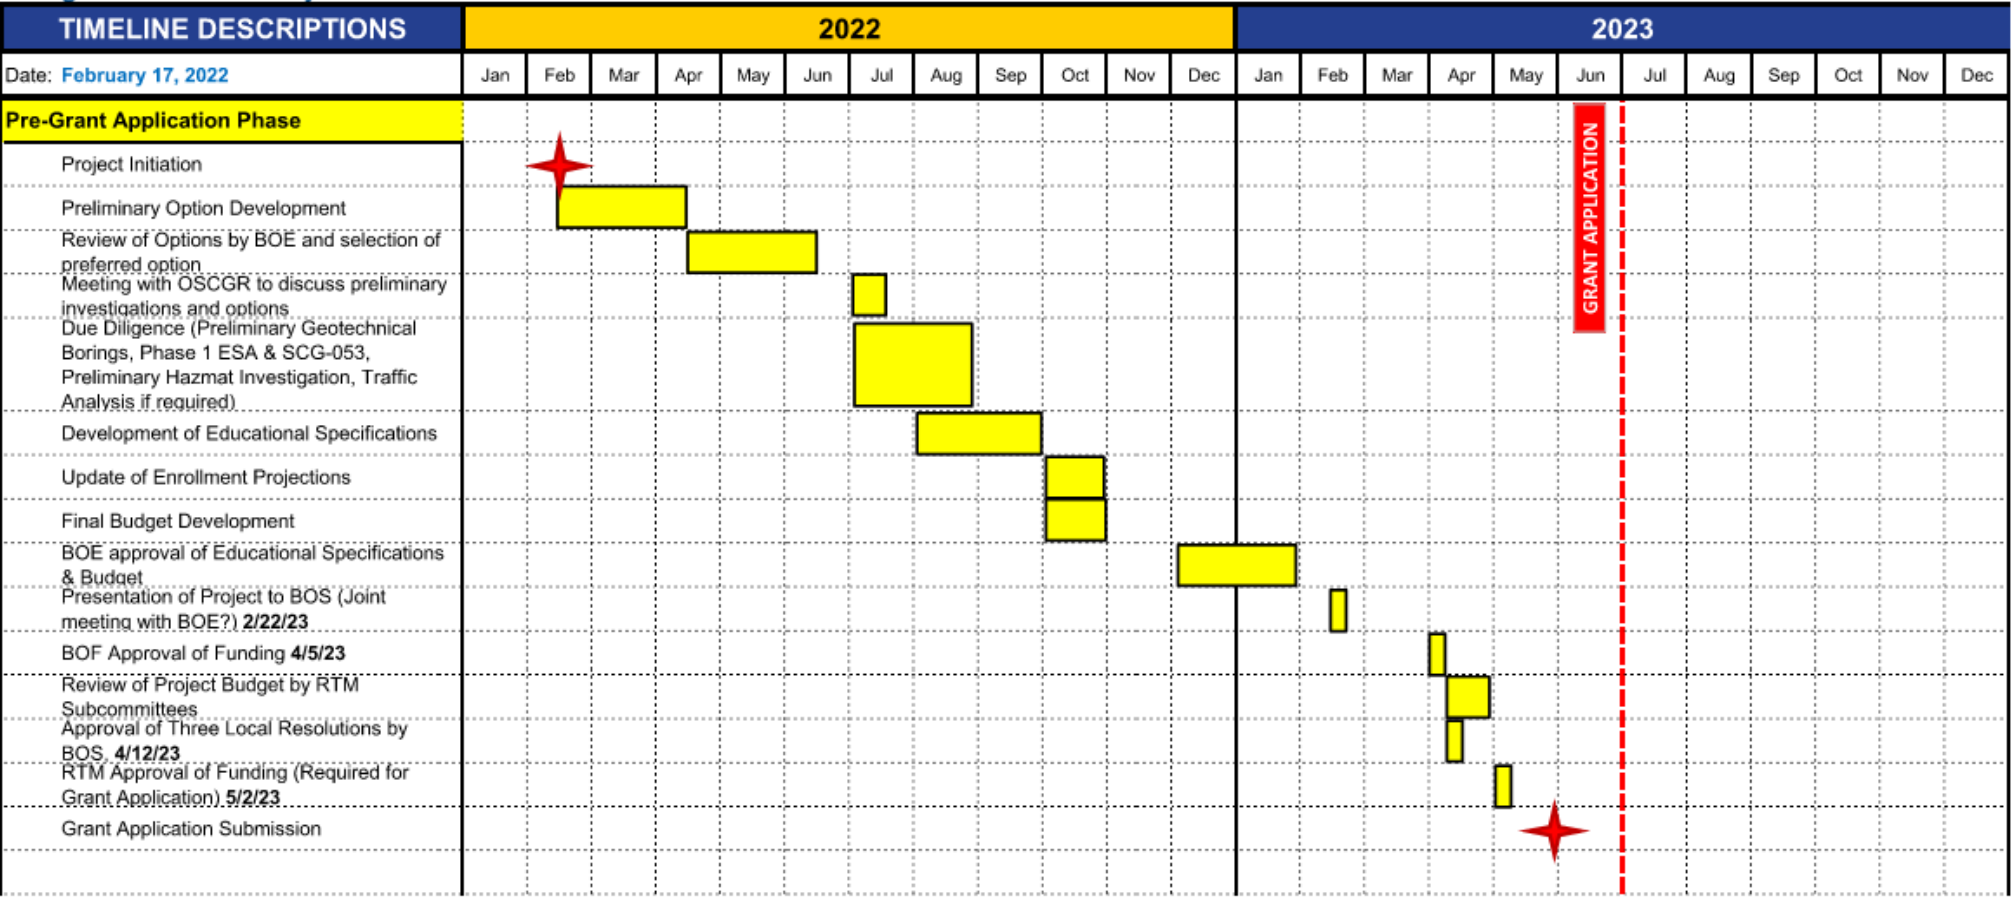 TIMELINE DESCRIPTIONS 2022 2023
Date: February 17, 2022 Jan Feb Mar Apr May Jun Jul Aug Sep Oct Nov Dec Jan Feb Mar Apr May Jun Jul Aug Sep Oct Nov Dec
Pre-Grant Application Phase
GRANT APPLICATION
Project Initiation
Preliminary Option Development
Review of Options by BOE and selection of
preferred option
Meeting with OSCGR to discuss preliminary
investigations and options
Due Diligence (Preliminary Geotechnical
Borings, Phase 1 ESA & SCG-053,
Preliminary Hazmat Investigation, Traffic
Analysis if required)
Development of Educational Specifications
Update of Enrollment Projections
Final Budget Development
BOE approval of Educational Specifications
& Budget
Presentation of Project to BOS (Joint
meeting with BOE?) 2/22/23
BOF Approval of Funding 4/5/23
Review of Project Budget by RTM
Subcommittees
Approval of Three Local Resolutions by
BOS, 4/12/23
RTM Approval of Funding (Required for
Grant Application) 5/2/23
Grant Application Submission